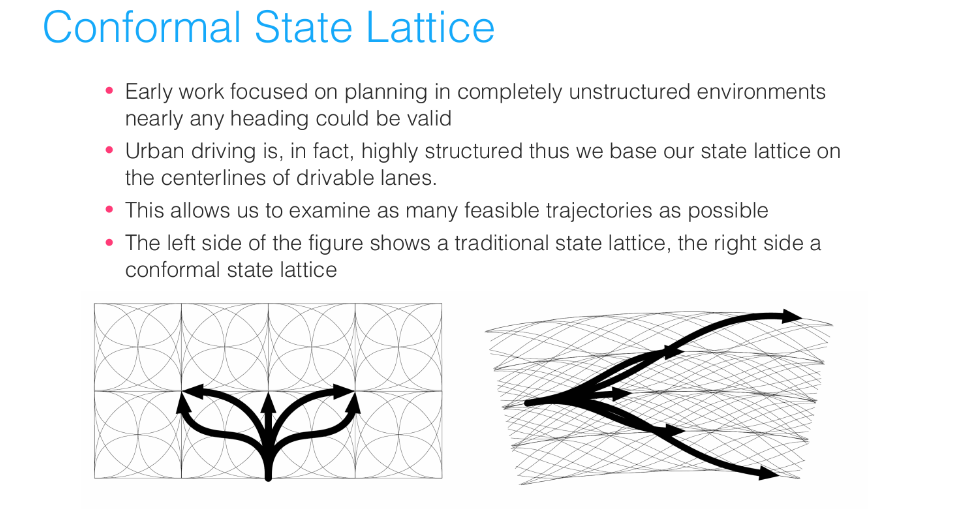 Conformal State Lattice
• Early work focused on planning in completely unstructured environments
nearly any heading could be valid
• Urban driving is, in fact, highly structured thus we base our state lattice on
the centerlines of drivable lanes.
• This allows us to examine as many feasible trajectories as possible
• The left side of the figure shows a traditional state lattice, the right side a
conformal state lattice